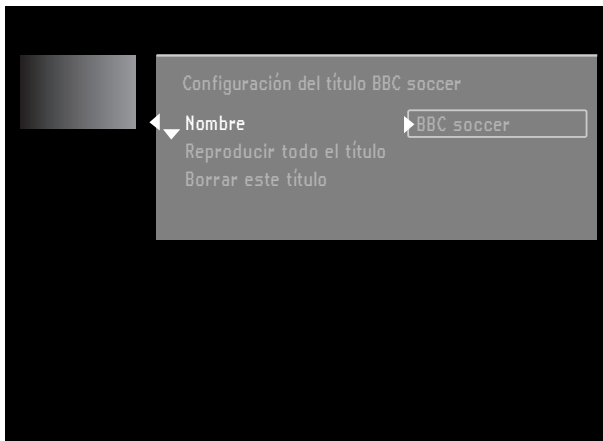 Configuración del título BBC soccer
Nombre BBC soccer
Reproducir todo el título
Borrar este título